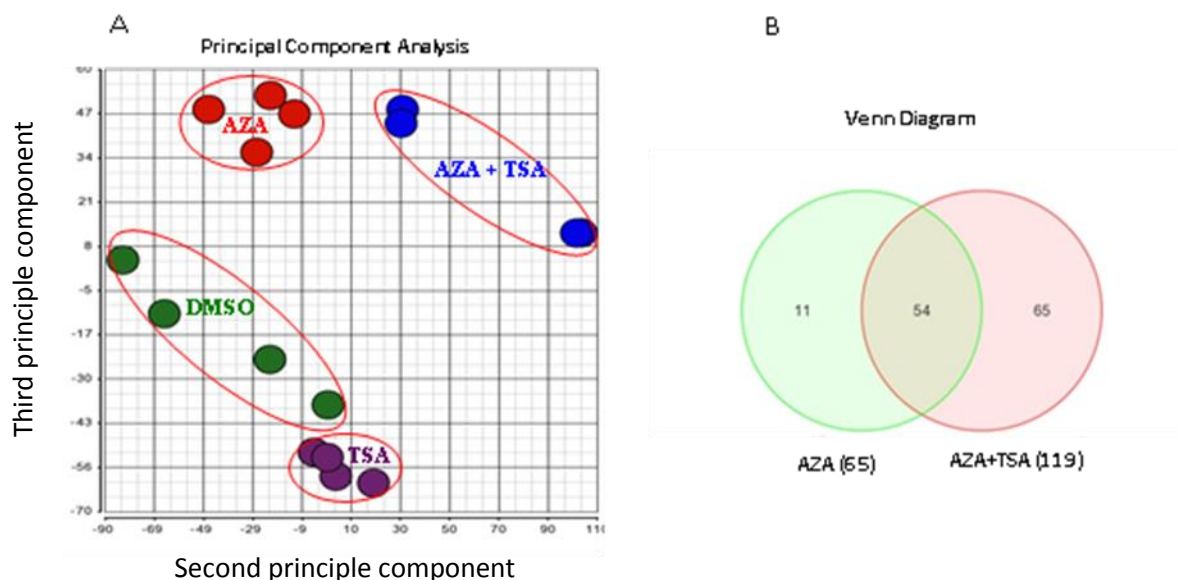 A
Principal Component Analysis
Third principle component
60
47
34
21
8
-5
-17
-30
-43
-56
-70
AZA
AZA + TSA
DMSO
TSA
-90
-69
-49
-29
-9
10
30
50
70
90
110
Second principle component
B
Venn Diagram
11
54
65
AZA (65)
AZA+TSA (119)